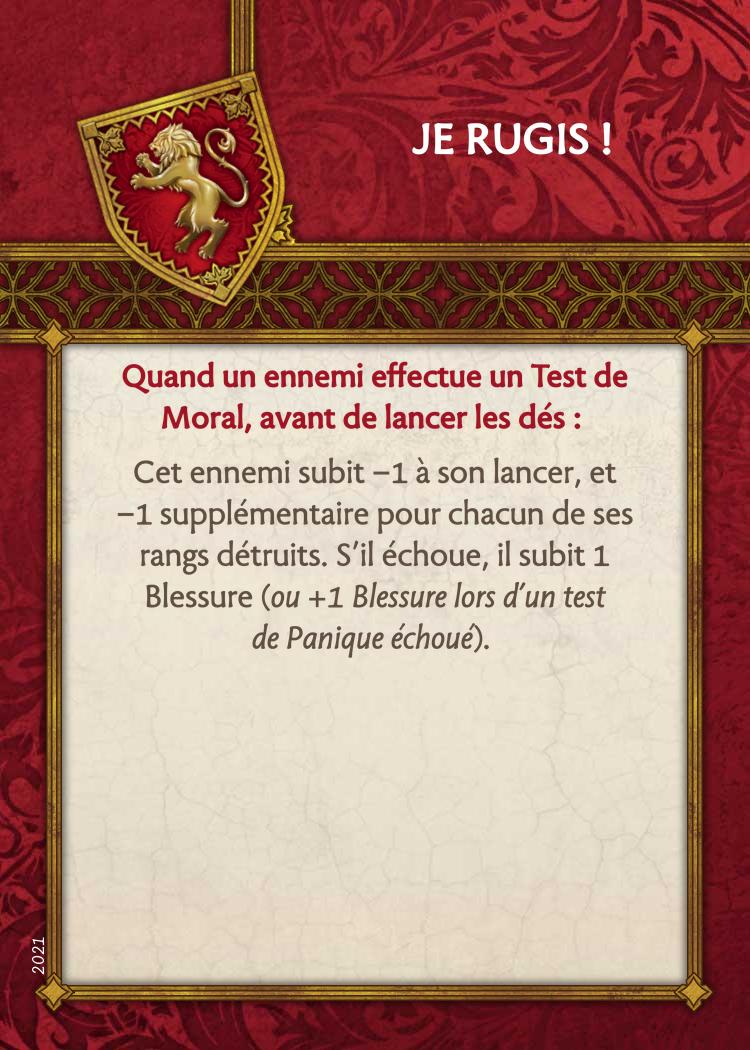 JE RUGIS !
Quand un ennemi effectue un Test de
Moral, avant de lancer les dés :
Cet ennemi subit −1 à son lancer, et
−1 supplémentaire pour chacun de ses
rangs détruits. S’il échoue, il subit 1
Blessure (ou +1 Blessure lors d’un test
de Panique échoué).
2021